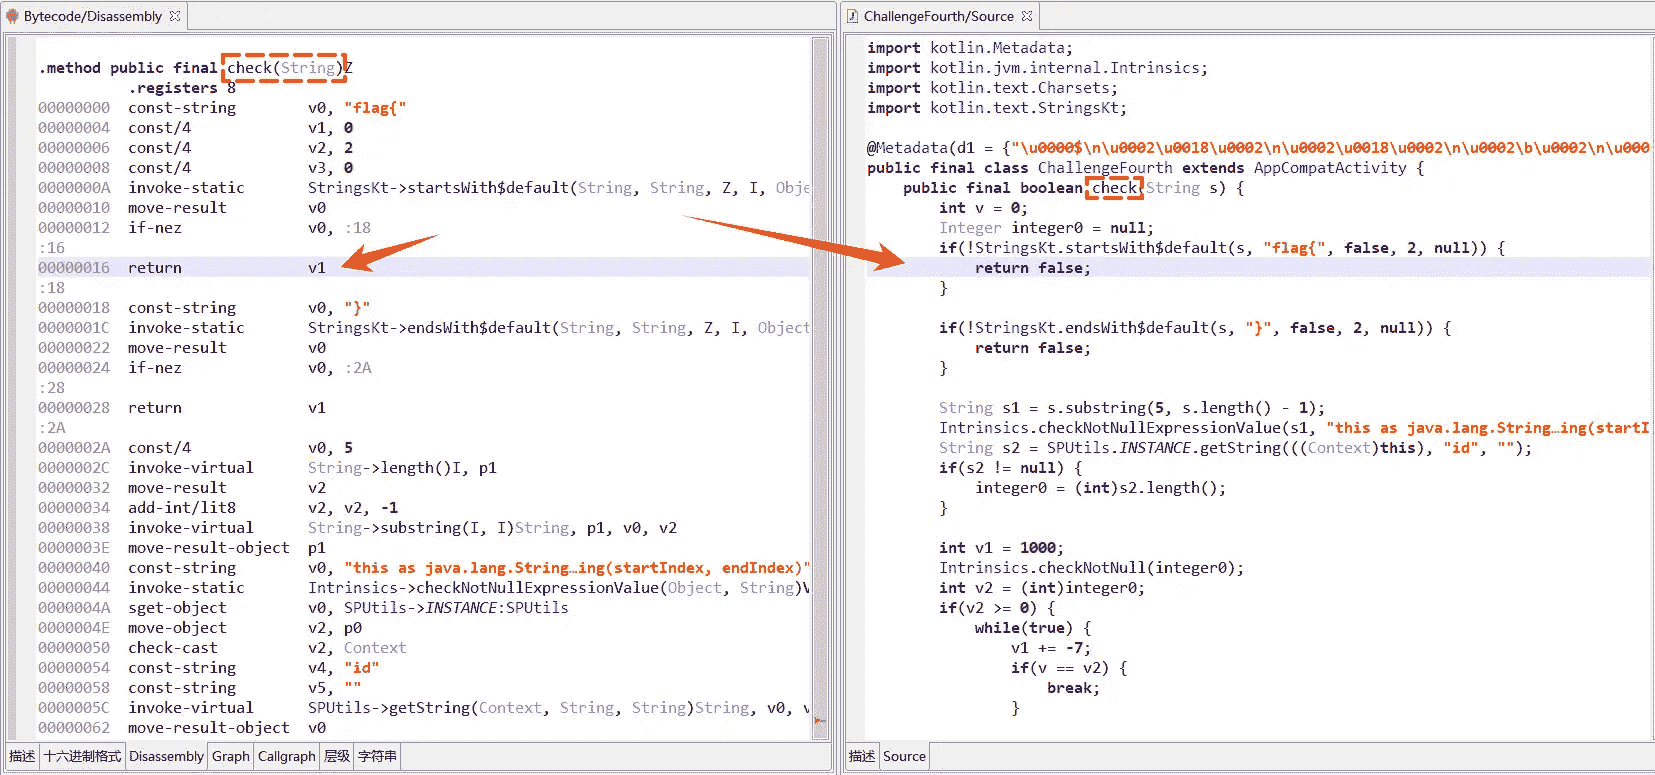 Bytecode/Disassembly
.method public final check(String)Z
.registers 8
00000000 const-string v0, "flag{"
00000004 const/4 v1, 0
00000006 const/4 v2, 2
00000008 const/4 v3, 0
0000000A invoke-static StringsKt->startsWith$default(String, String, Z, I, Obje
00000010 move-result v0
00000012 if-nez v0, :18
:16
00000016 return v1
:18
00000018 const-string v0, "}"
0000001C invoke-static StringsKt->endsWith$default(String, String, Z, I, Object
00000022 move-result v0
00000024 if-nez v0, :2A
:28
00000028 return v1
:2A
0000002A const/4 v0, 5
0000002C invoke-virtual String->length()I, p1
00000032 move-result v2
00000034 add-int/lit8 v2, v2, -1
00000038 invoke-virtual String->substring(I, I)String, p1, v0, v2
0000003E move-result-object p1
00000040 const-string v0, "this as java.lang.String…ing(startIndex, endIndex)"
00000044 invoke-static Intrinsics->checkNotNullExpressionValue(Object, String)V
0000004A sget-object v0, SPUtils->INSTANCE:SPUtils
0000004E move-object v2, p0
00000050 check-cast v2, Context
00000054 const-string v4, "id"
00000058 const-string v5, ""
0000005C invoke-virtual SPUtils->getString(Context, String, String)String, v0, v
00000062 move-result-object v0
描述 十六进制格式 Disassembly Graph Callgraph 层级 字符串
ChallengeFourth/Source
import kotlin.Metadata;
import kotlin.jvm.internal.Intrinsics;
import kotlin.text.Charsets;
import kotlin.text.StringsKt;
@Metadata(d1 = {"\u0000$\n\u0002\u0018\u0002\n\u0002\u0018\u0002\n\u0002\b\u0002\n\u000
public final class ChallengeFourth extends AppCompatActivity {
public final boolean check(String s) {
int v = 0;
Integer integer0 = null;
if(!StringsKt.startsWith$default(s, "flag{", false, 2, null)) {
return false;
}
if(!StringsKt.endsWith$default(s, "}", false, 2, null)) {
return false;
}
String s1 = s.substring(5, s.length() - 1);
Intrinsics.checkNotNullExpressionValue(s1, "this as java.lang.String…ing(startI
String s2 = SPUtils.INSTANCE.getString(((Context)this), "id", "");
if(s2 != null) {
integer0 = (int)s2.length();
}
int v1 = 1000;
Intrinsics.checkNotNull(integer0);
int v2 = (int)integer0;
if(v2 >= 0) {
while(true) {
v1 += -7;
if(v == v2) {
break;
}
描述 Source